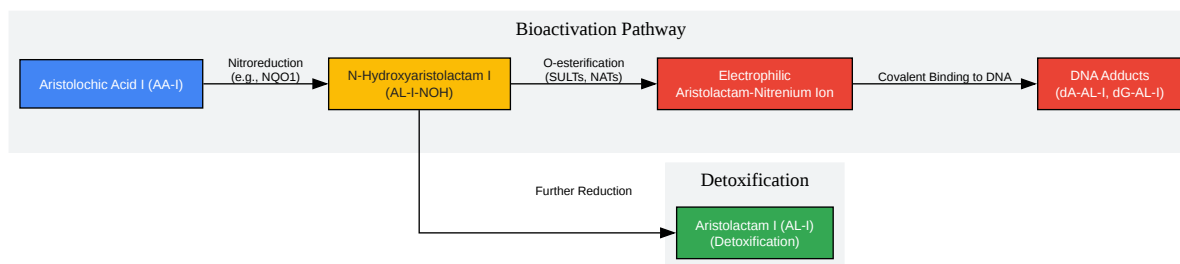 Bioactivation Pathway
Aristolochic Acid I (AA-I)
Nitroreduction
(e.g., NQO1)
N-Hydroxyaristolactam I
(AL-I-NOH)
O-esterification
(SULTs, NATs)
Electrophilic
Aristolactam-Nitrenium Ion
Covalent Binding to DNA
DNA Adducts
(dA-AL-I, dG-AL-I)
Further Reduction
Detoxification
Aristolactam I (AL-I)
(Detoxification)